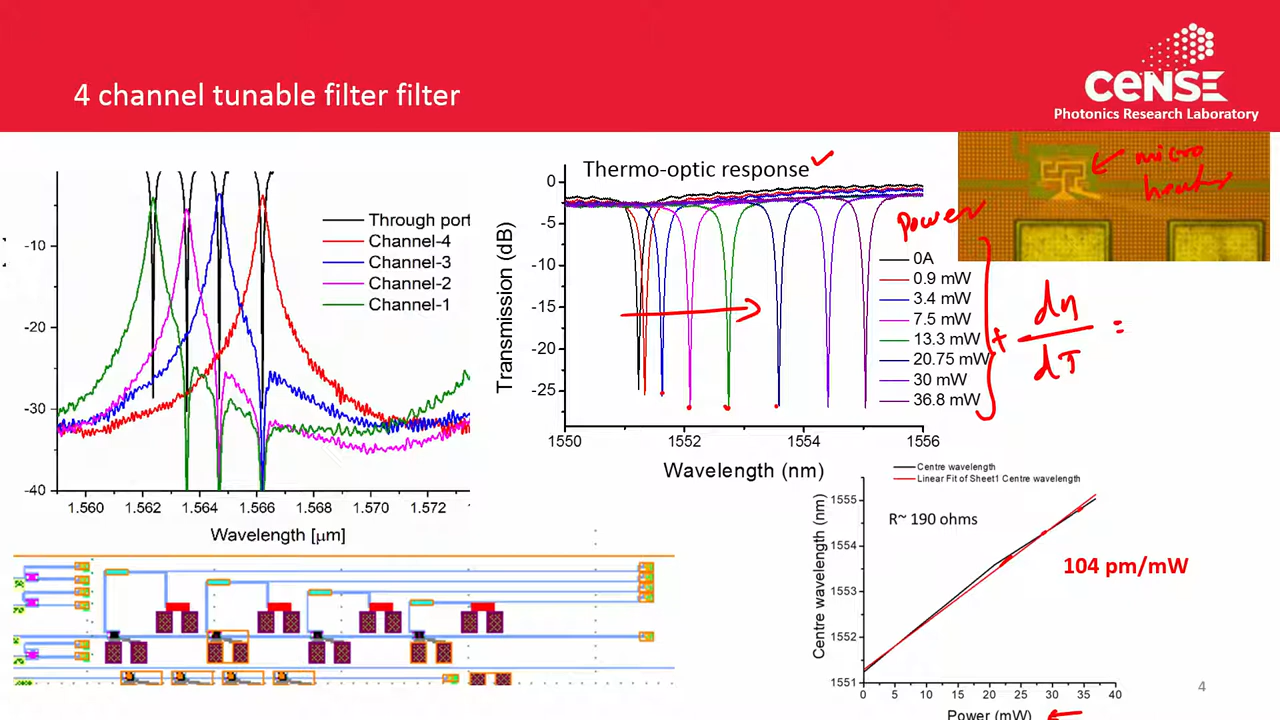 4 channel tunable filter filter
CENSE
Photonics Research Laboratory
-10
-20
-30
-40
Through port
Channel-4
Channel-3
Channel-2
Channel-1
1.560 1.562 1.564 1.566 1.568 1.570 1.572
Wavelength [µm]
Thermo-optic response
Transmission (dB)
0
-5
-10
-15
-20
-25
1550 1552 1554 1556
Wavelength (nm)
Power
0A
0.9 mW
3.4 mW
7.5 mW
13.3 mW
20.75 mW
30 mW
36.8 mW
micro
heater
+ dη =
dT
Centre wavelength
Linear Fit of Sheet1 Centre wavelength
R~ 190 ohms
104 pm/mW
Centre wavelength (nm)
1555
1554
1553
1552
1551
0 5 10 15 20 25 30 35 40
Power (mW)
4